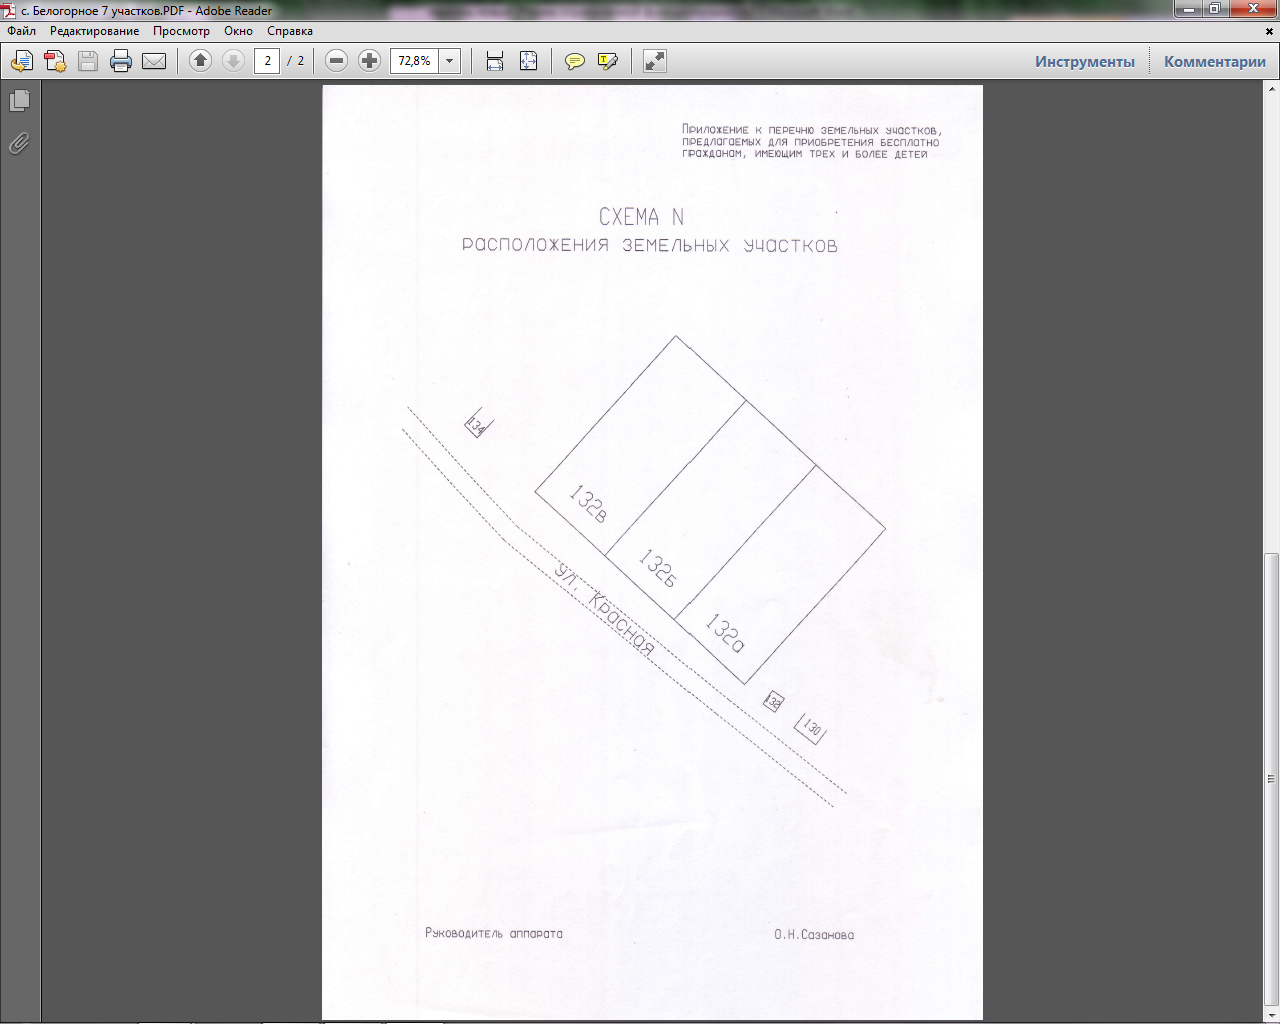 с. Белогорное 7 участков.PDF - Adobe Reader
Файл Редактирование Просмотр Окно Справка
2 / 2 72,8% Инструменты Комментарии
Приложение к перечню земельных участков,
предлагаемых для приобретения бесплатно
гражданам, имеющим трех и более детей
СХЕМА N
расположения земельных участков
134
132в
132б
132а
ул. Красная
132
130
Руководитель аппарата О.Н.Сазанова